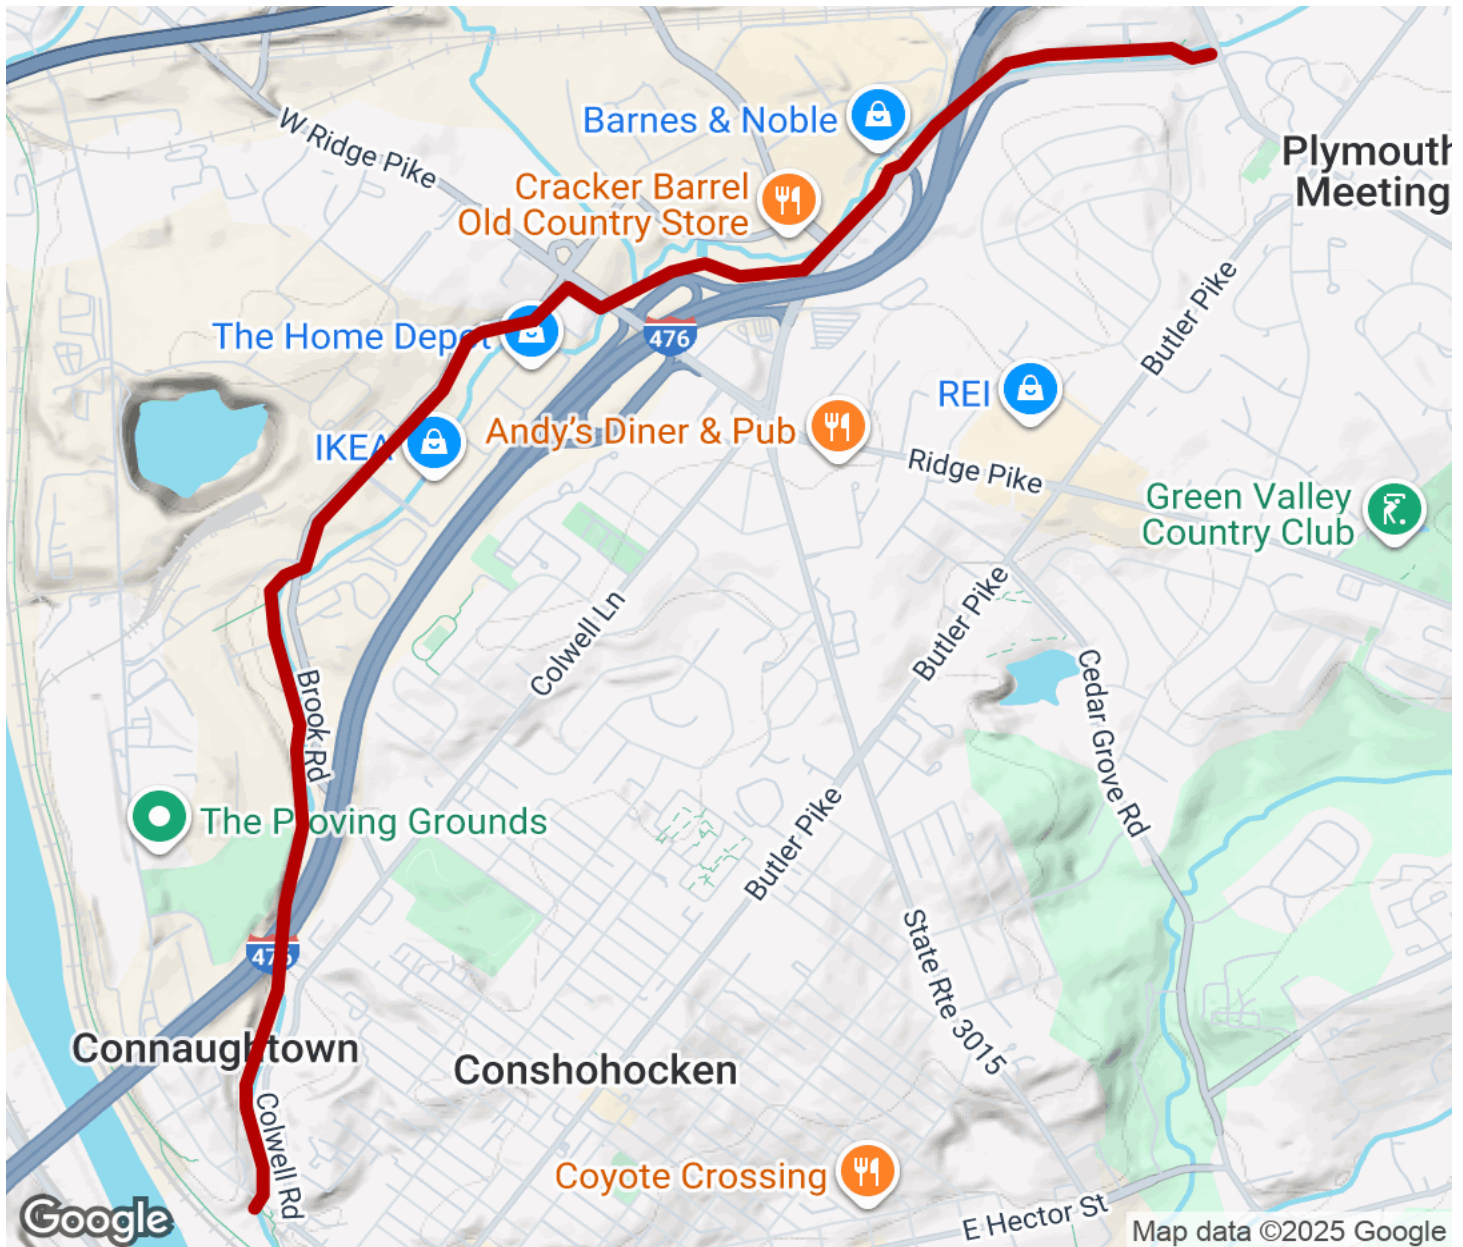 W Ridge Pike
Barnes & Noble
Plymouth
Meeting
Cracker Barrel
Old Country Store
Butler Pike
The Home Depot
476
REI
Andy's Diner & Pub
IKEA
Ridge Pike
Green Valley
Country Club
Colwell Ln
Butler Pike
Brook Rd
Cedar Grove Rd
The Proving Grounds
Butler Pike
476
State Rte 3015
Connaughtown
Conshohocken
Colwell Rd
Coyote Crossing
E Hector St
Google
Map data ©2025 Google